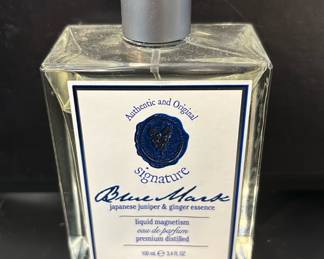 Authentic and Original
signature
Blue Mark
japanese juniper & ginger essence
liquid magnetism
eau de parfum
premium distilled
100 ml ℮ 3.4 fl.oz